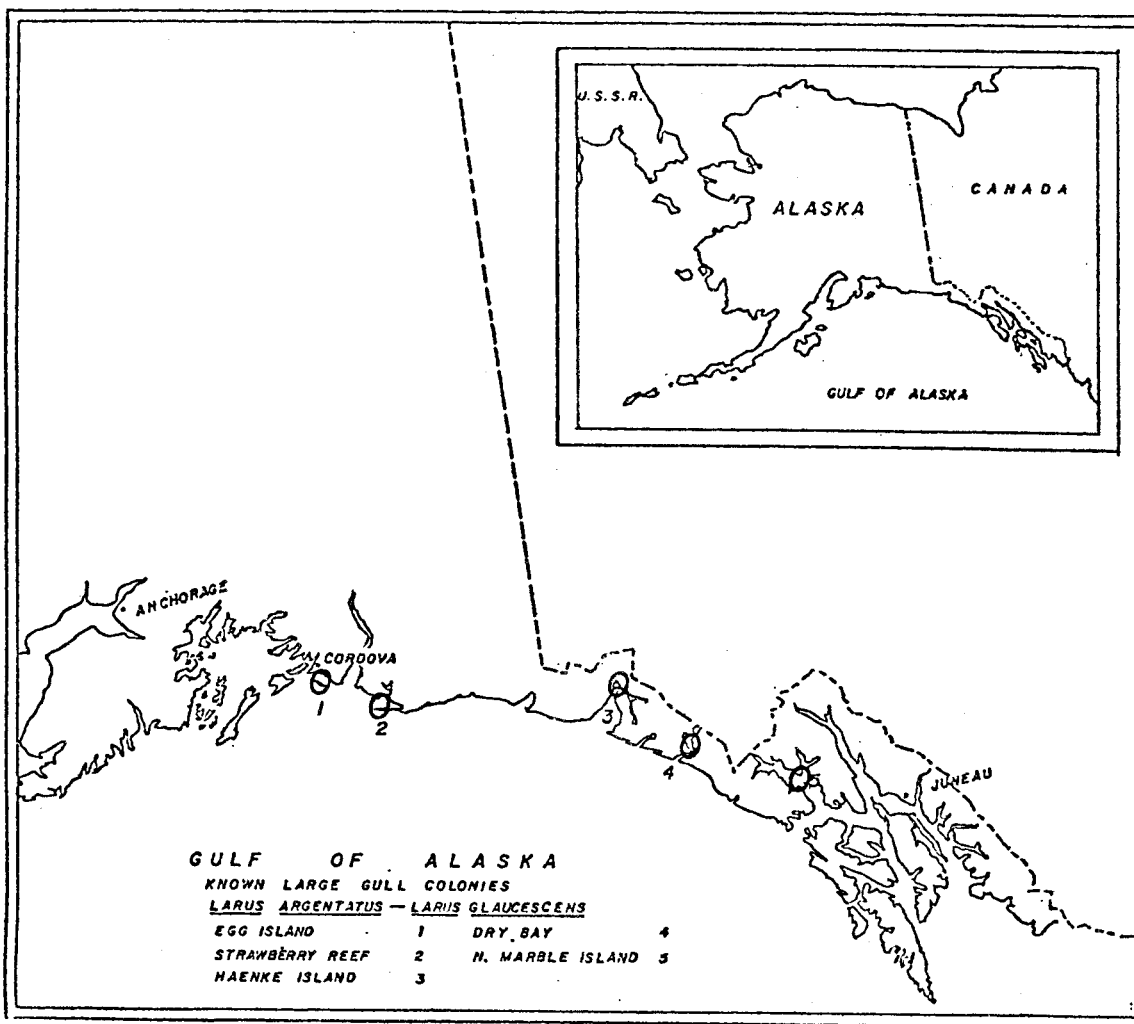 U.S.S.R.
CANADA
ALASKA
GULF OF ALASKA
ANCHORAGE
CORDOVA
1
2
3
4
5
JUNEAU
GULF OF ALASKA
KNOWN LARGE GULL COLONIES
LARUS ARGENTATUS — LARUS GLAUCESCENS
EGG ISLAND 1 DRY BAY 4
STRAWBERRY REEF 2 N. MARBLE ISLAND 5
HAENKE ISLAND 3